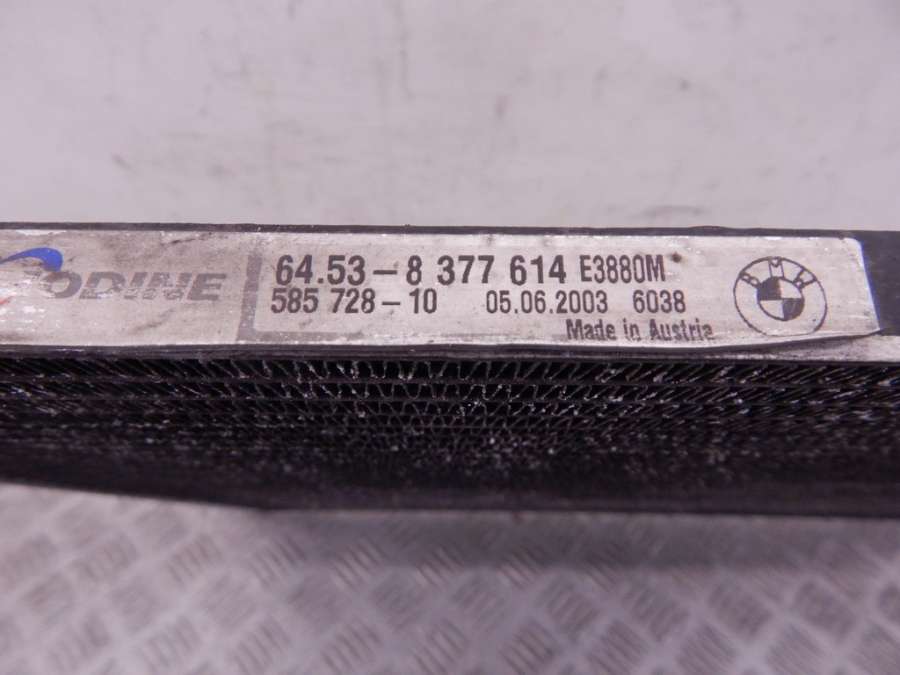 ODINE
64.53-8 377 614 E3880M
585 728-10 05.06.2003 6038
Made in Austria
BMW